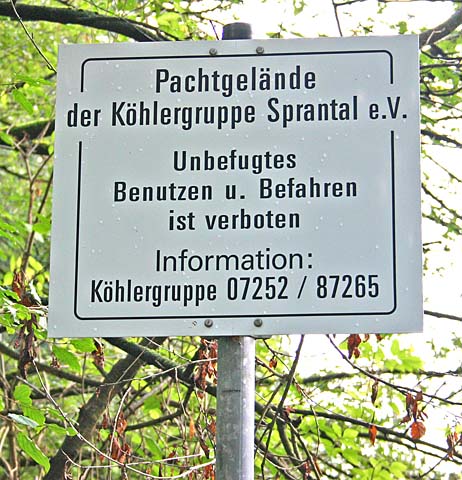 Pachtgelände
der Köhlergruppe Sprantal e.V.
Unbefugtes
Benutzen u. Befahren
ist verboten
Information:
Köhlergruppe 07252 / 87265